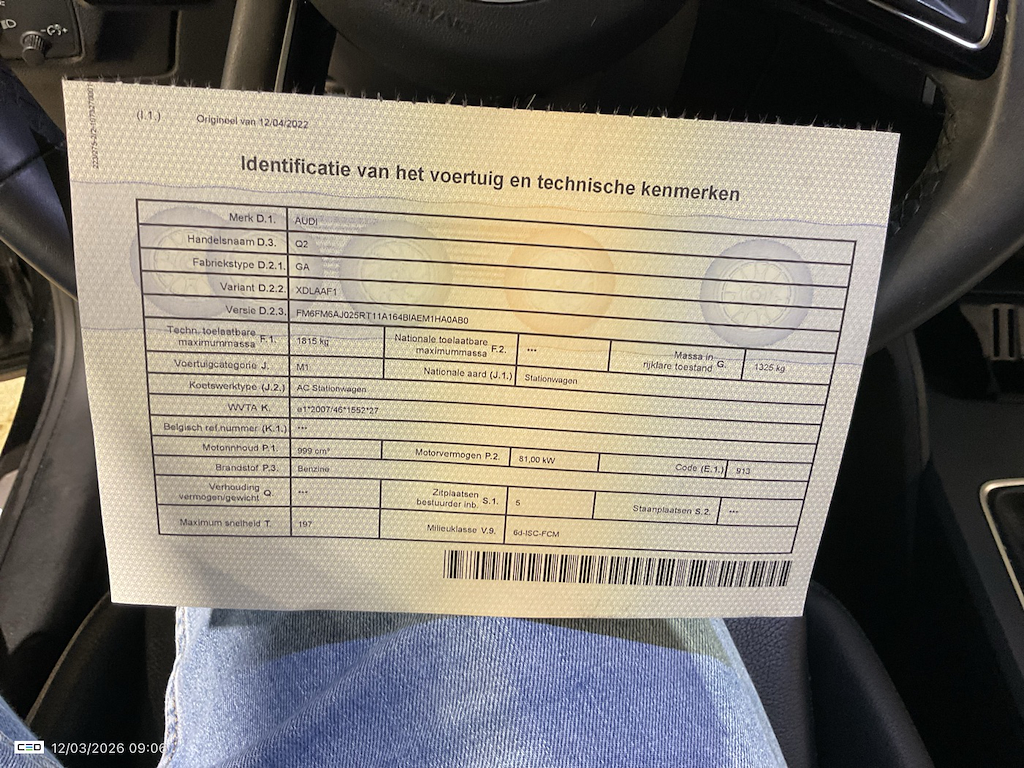 (I.1.) Origineel van 12/04/2022
Identificatie van het voertuig en technische kenmerken
Merk D.1. AUDI
Handelsnaam D.3. Q2
Fabriekstype D.2.1. GA
Variant D.2.2. XDLAAF1
Versie D.2.3. FM6FM6AJ025RT11A164BIAEM1HA0AB0
Techn. toelaatbare maximummassa F.1. 1815 kg Nationale toelaatbare maximummassa F.2. --- Massa in rijklare toestand G. 1325 kg
Voertuigcategorie J. M1 Nationale aard (J.1.) Stationwagen
Koetswerktype (J.2.) AC Stationwagen
WVTA K. e1*2007/46*1552*27
Belgisch ref.nummer (K.1.) ---
Motorinhoud P.1. 999 cm³ Motorvermogen P.2. 81,00 kW Code (E.1.) 913
Brandstof P.3. Benzine
Verhouding vermogen/gewicht Q. --- Zitplaatsen bestuurder inb. S.1. 5 Staanplaatsen S.2. ---
Maximum snelheid T. 197 Milieuklasse V.9. 6d-ISC-FCM
CEO 12/03/2026 09:06